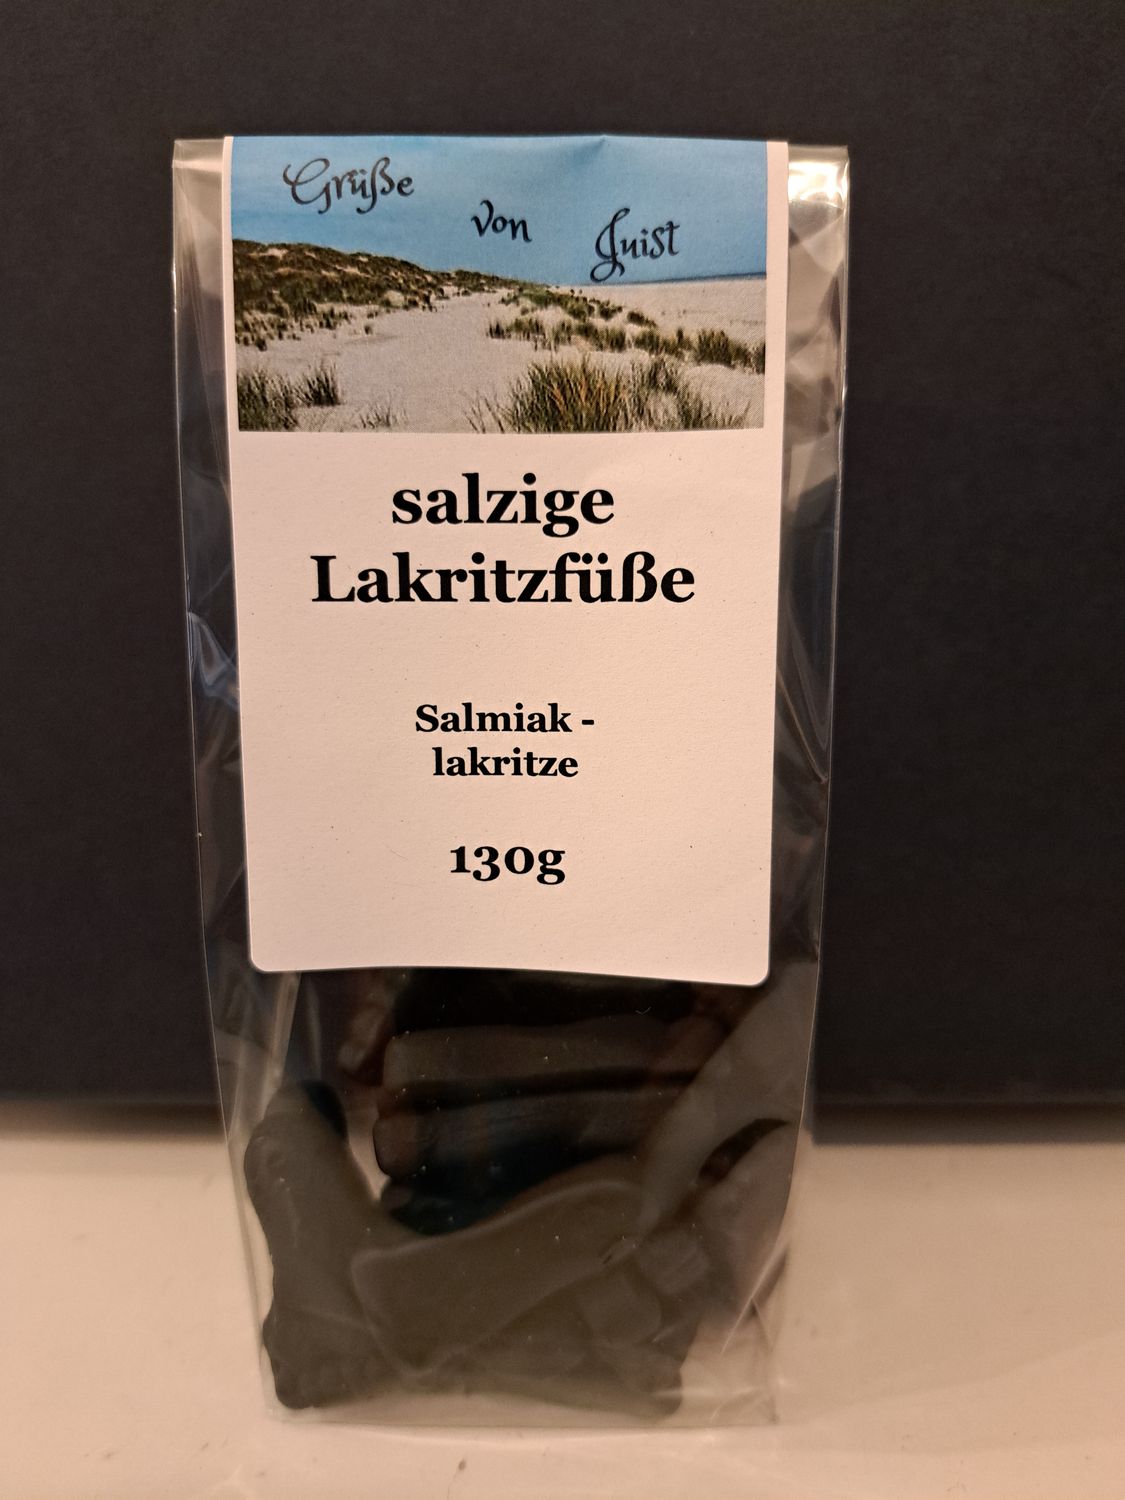 Grüße von Juist
salzige
Lakritzfüße
Salmiak -
lakritze
130g